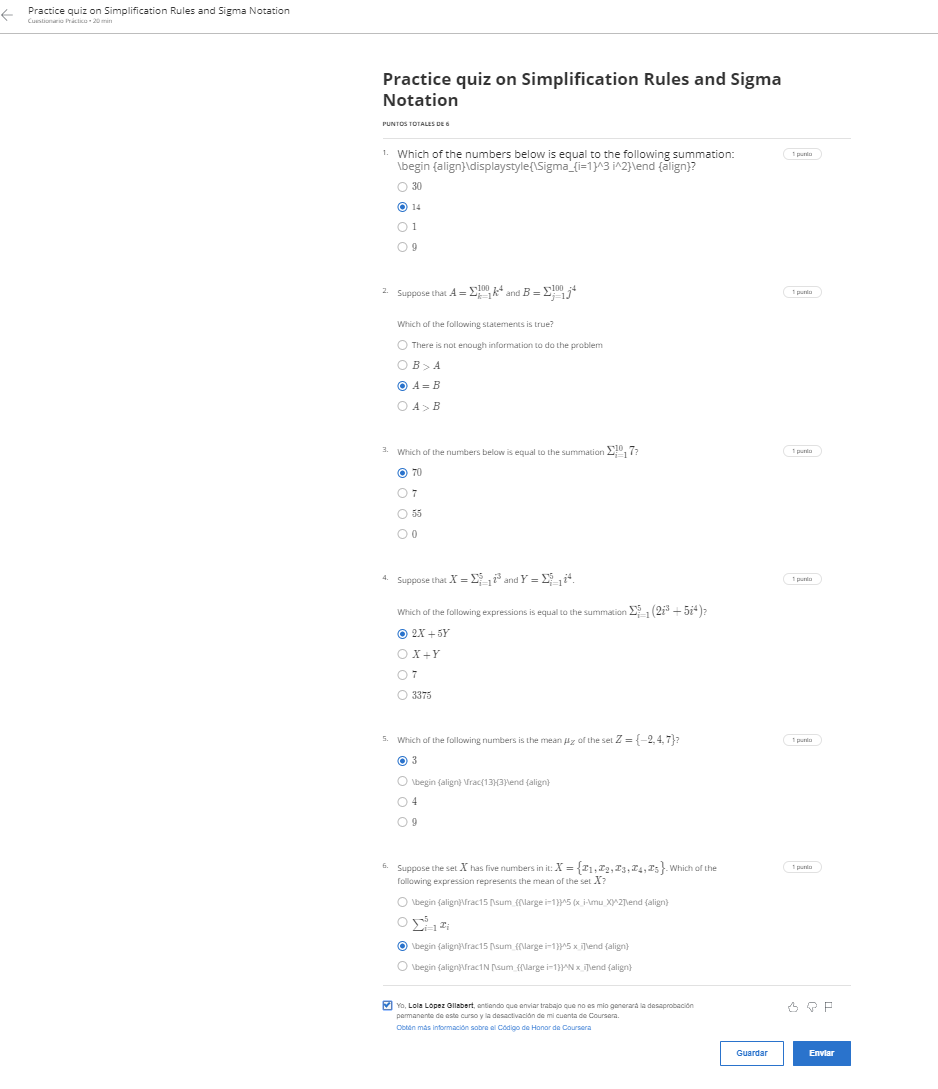 Practice quiz on Simplification Rules and Sigma Notation
Cuestionario Práctico • 20 min
Practice quiz on Simplification Rules and Sigma
Notation
PUNTOS TOTALES DE 6
1. Which of the numbers below is equal to the following summation: 1 punto
\begin {align}\displaystyle{\Sigma_{i=1}^3 i^2}\end {align}?
30
14
1
9
2. Suppose that A = Σ_{k=1}^{100} k^4 and B = Σ_{j=1}^{100} j^4 1 punto
Which of the following statements is true?
There is not enough information to do the problem
B > A
A = B
A > B
3. Which of the numbers below is equal to the summation Σ_{i=1}^{10} 7? 1 punto
70
7
55
0
4. Suppose that X = Σ_{i=1}^{5} i^3 and Y = Σ_{i=1}^{5} i^4. 1 punto
Which of the following expressions is equal to the summation Σ_{i=1}^{5} (2i^3 + 5i^4)?
2X + 5Y
X + Y
7
3375
5. Which of the following numbers is the mean μ_Z of the set Z = {−2, 4, 7}? 1 punto
3
\begin {align} \frac{13}{3}\end {align}
4
9
6. Suppose the set X has five numbers in it: X = {x_1, x_2, x_3, x_4, x_5}. Which of the 1 punto
following expression represents the mean of the set X?
\begin {align}\frac15 [\sum_{{\large i=1}}^5 (x_i-\mu_X)^2]\end {align}
∑_{i=1}^{5} x_i
\begin {align}\frac15 [\sum_{{\large i=1}}^5 x_i]\end {align}
\begin {align}\frac1N [\sum_{{\large i=1}}^N x_i]\end {align}
Yo, Lola López Gilabert, entiendo que enviar trabajo que no es mío generará la desaprobación
permanente de este curso y la desactivación de mi cuenta de Coursera.
Obtén más información sobre el Código de Honor de Coursera
Guardar Enviar